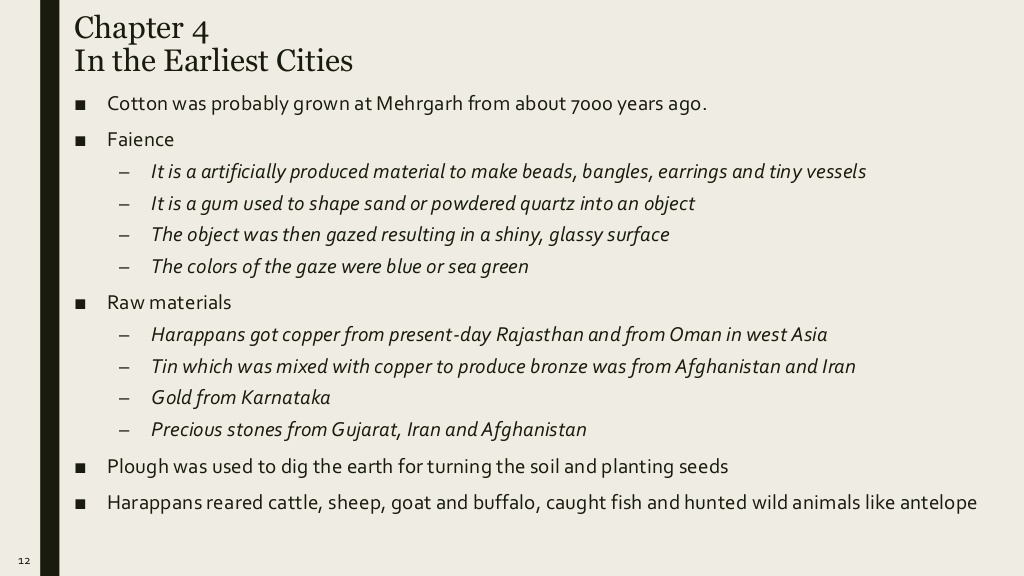 Chapter 4
In the Earliest Cities
■ Cotton was probably grown at Mehrgarh from about 7000 years ago.
■ Faience
– It is a artificially produced material to make beads, bangles, earrings and tiny vessels
– It is a gum used to shape sand or powdered quartz into an object
– The object was then gazed resulting in a shiny, glassy surface
– The colors of the gaze were blue or sea green
■ Raw materials
– Harappans got copper from present-day Rajasthan and from Oman in west Asia
– Tin which was mixed with copper to produce bronze was from Afghanistan and Iran
– Gold from Karnataka
– Precious stones from Gujarat, Iran and Afghanistan
■ Plough was used to dig the earth for turning the soil and planting seeds
■ Harappans reared cattle, sheep, goat and buffalo, caught fish and hunted wild animals like antelope
12